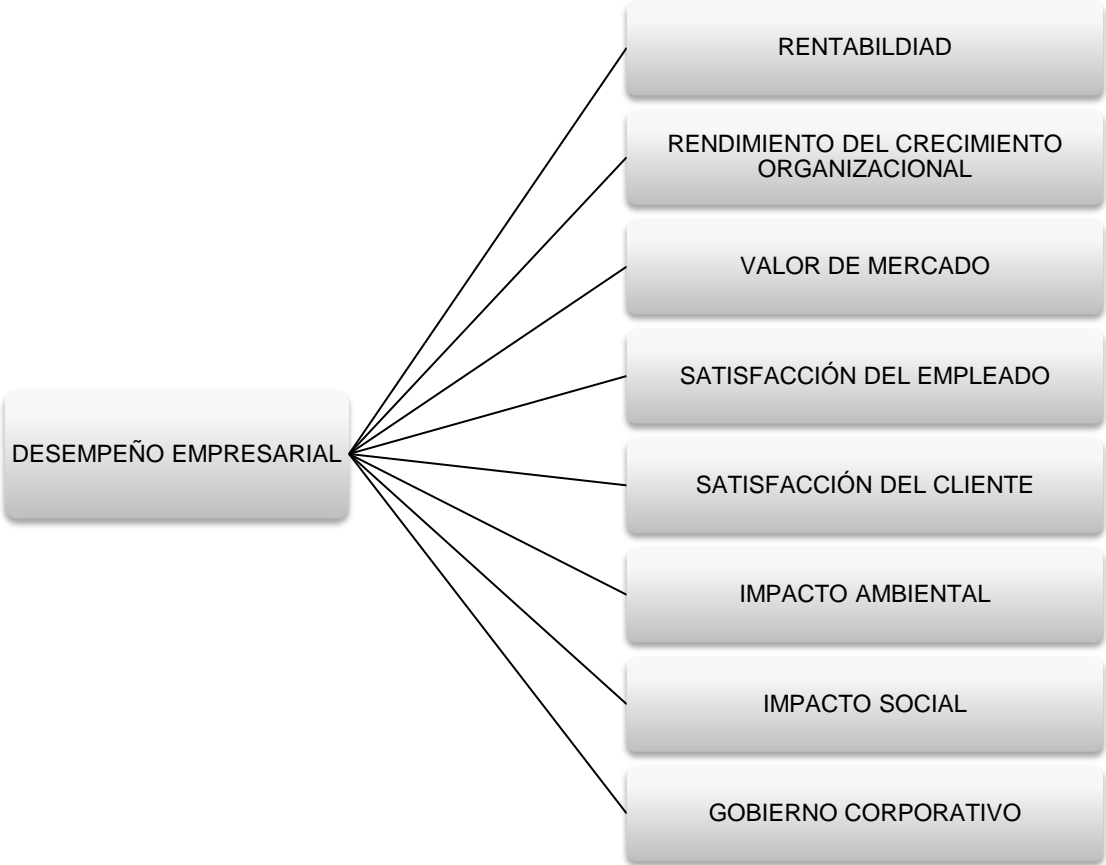 RENTABILDIAD
RENDIMIENTO DEL CRECIMIENTO
ORGANIZACIONAL
VALOR DE MERCADO
SATISFACCIÓN DEL EMPLEADO
DESEMPEÑO EMPRESARIAL
SATISFACCIÓN DEL CLIENTE
IMPACTO AMBIENTAL
IMPACTO SOCIAL
GOBIERNO CORPORATIVO